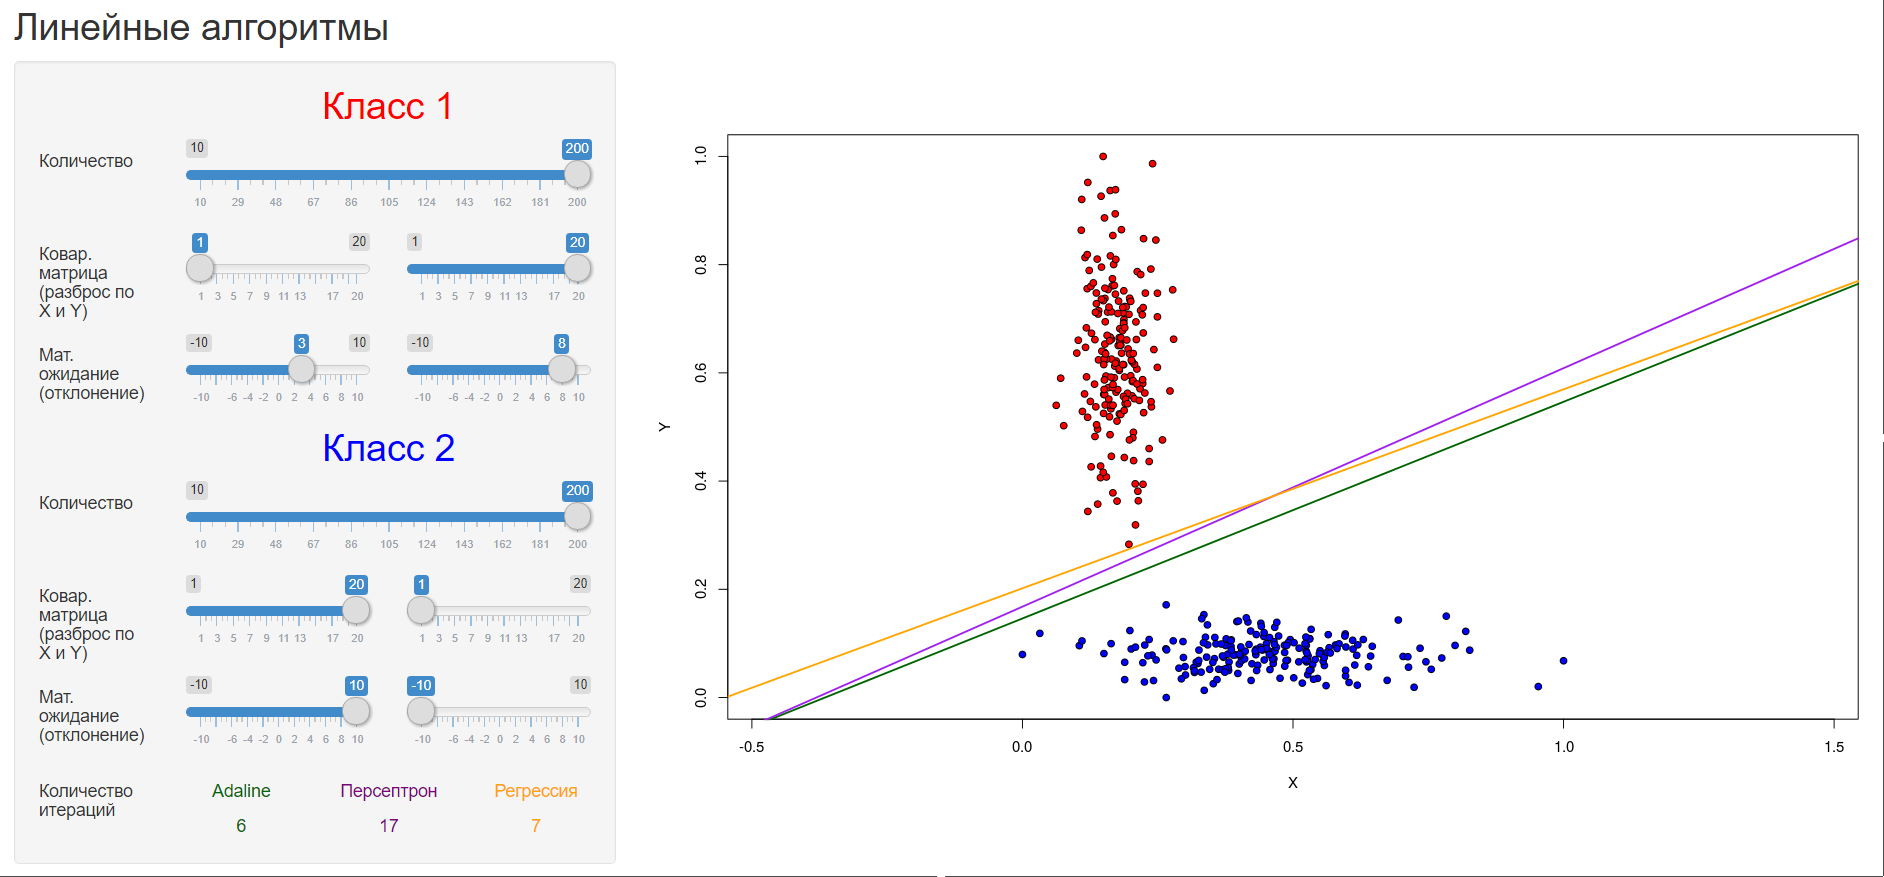 Линейные алгоритмы
Класс 1
Количество
10 200
10 29 48 67 86 105 124 143 162 181 200
Ковар.
матрица
(разброс по
X и Y)
1 20
1 3 5 7 9 11 13 17 20
1 20
1 3 5 7 9 11 13 17 20
Мат.
ожидание
(отклонение)
-10 3 10
-10 -6 -4 -2 0 2 4 6 8 10
-10 8
-10 -6 -4 -2 0 2 4 6 8 10
Класс 2
Количество
10 200
10 29 48 67 86 105 124 143 162 181 200
Ковар.
матрица
(разброс по
X и Y)
1 20
1 3 5 7 9 11 13 17 20
1 20
1 3 5 7 9 11 13 17 20
Мат.
ожидание
(отклонение)
-10 10
-10 -6 -4 -2 0 2 4 6 8 10
-10 10
-10 -6 -4 -2 0 2 4 6 8 10
Количество
итераций
Adaline Персептрон Регрессия
6 17 7
1.0
0.8
0.6
0.4
0.2
0.0
Y
-0.5 0.0 0.5 1.0 1.5
X